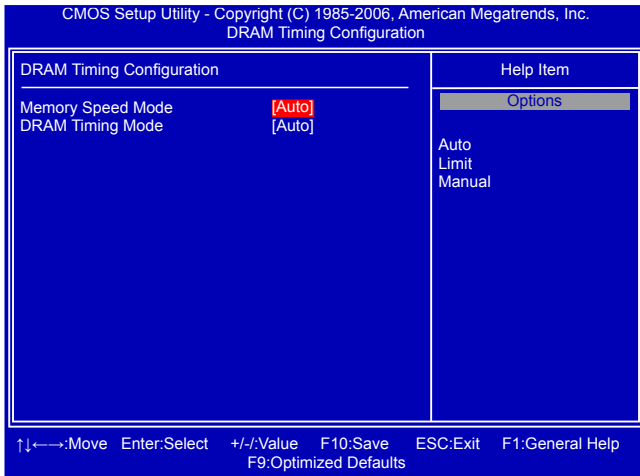 CMOS Setup Utility - Copyright (C) 1985-2006, American Megatrends, Inc.
DRAM Timing Configuration
DRAM Timing Configuration
Help Item
Memory Speed Mode [Auto]
DRAM Timing Mode [Auto]
Options
Auto
Limit
Manual
↑↓←→:Move Enter:Select +/-/:Value F10:Save ESC:Exit F1:General Help
F9:Optimized Defaults